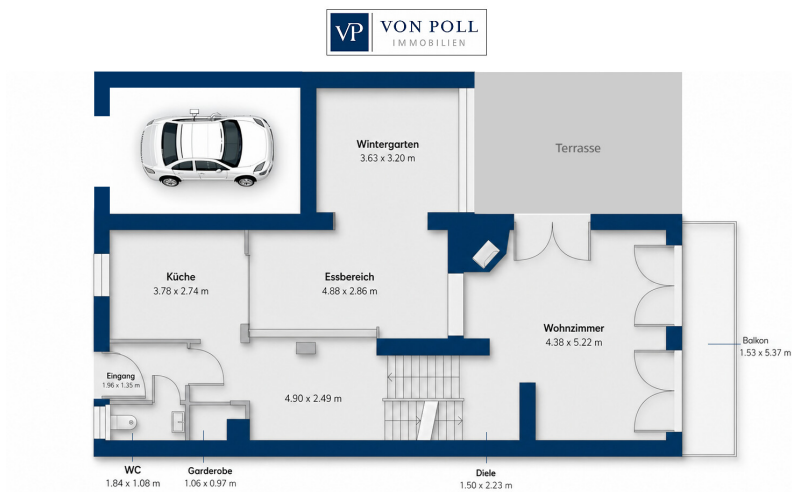 VP
VON POLL
IMMOBILIEN
Wintergarten
3.63 x 3.20 m
Terrasse
Küche
3.78 x 2.74 m
Essbereich
4.88 x 2.86 m
Wohnzimmer
4.38 x 5.22 m
Balkon
1.53 x 5.37 m
Eingang
1.96 x 1.35 m
4.90 x 2.49 m
WC
1.84 x 1.08 m
Garderobe
1.06 x 0.97 m
Diele
1.50 x 2.23 m